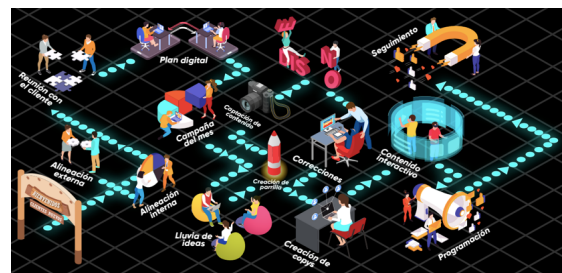 Plan digital
Seguimiento
Reunión con
el cliente
NO
Captación de
contenido
Campaña
del mes
Correcciones
Contenido
interactivo
Alineación
externa
Alineación
interna
Creación de
parrilla
Lluvia de
ideas
Creación de
copys
Programación